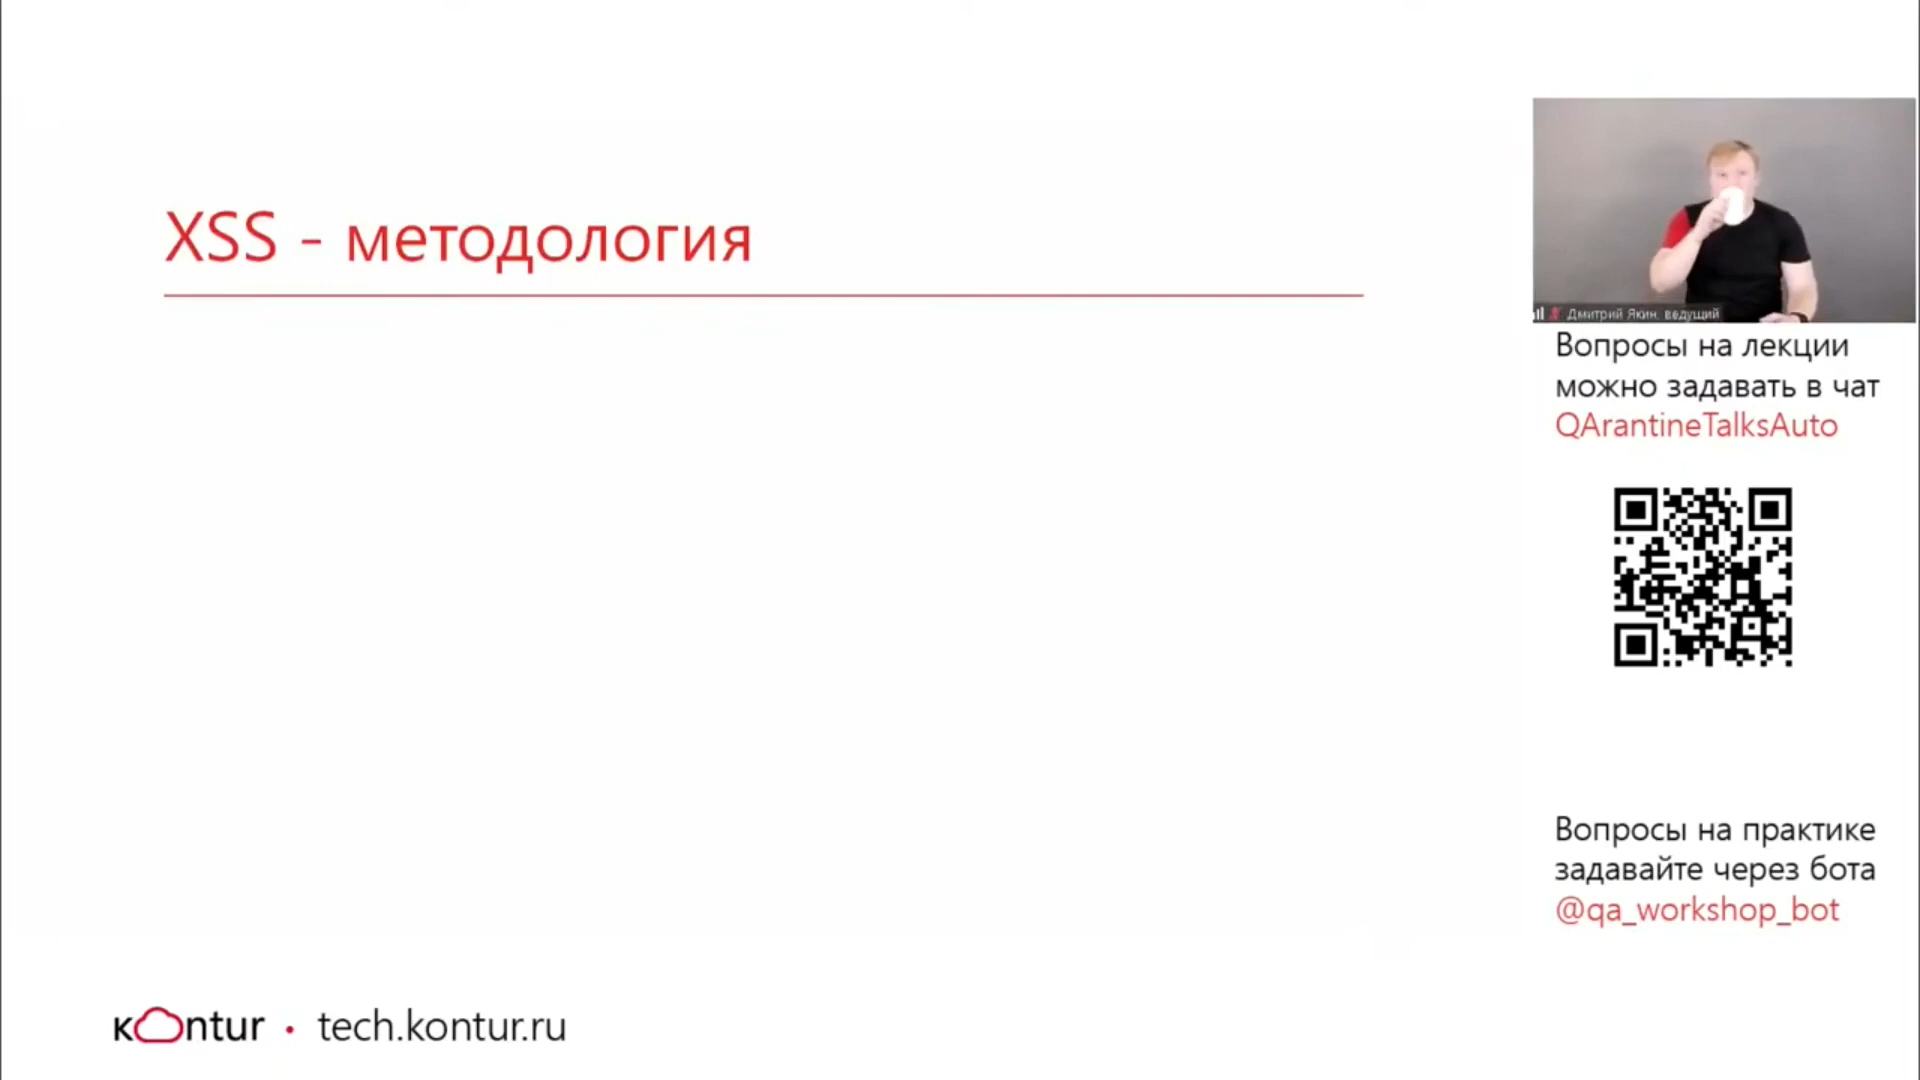 XSS - методология
Дмитрий Якин, ведущий
Вопросы на лекции
можно задавать в чат
QArantineTalksAuto
Вопросы на практике
задавайте через бота
@qa_workshop_bot
кontur • tech.kontur.ru